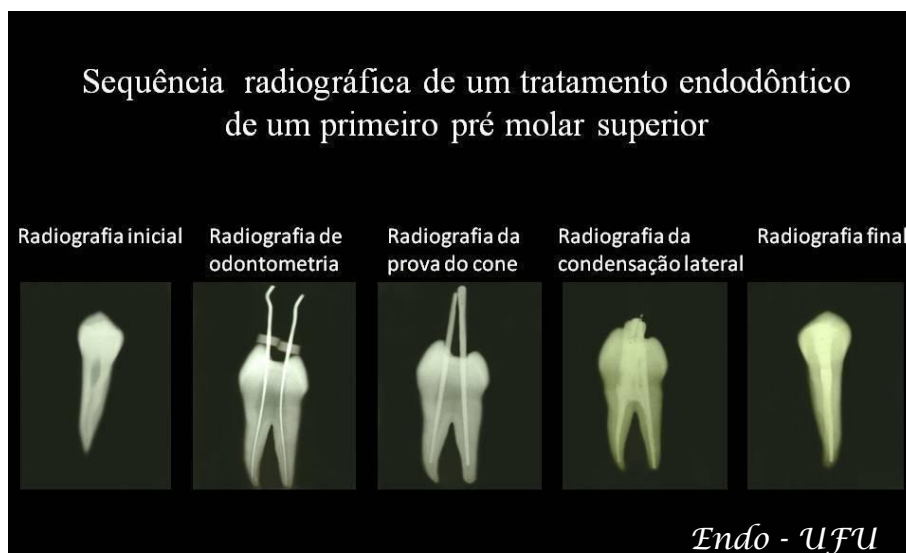 Sequência radiográfica de um tratamento endodôntico
de um primeiro pré molar superior
Radiografia inicial
Radiografia de
odontometria
Radiografia da
prova do cone
Radiografia da
condensação lateral
Radiografia final
Endo - UFU